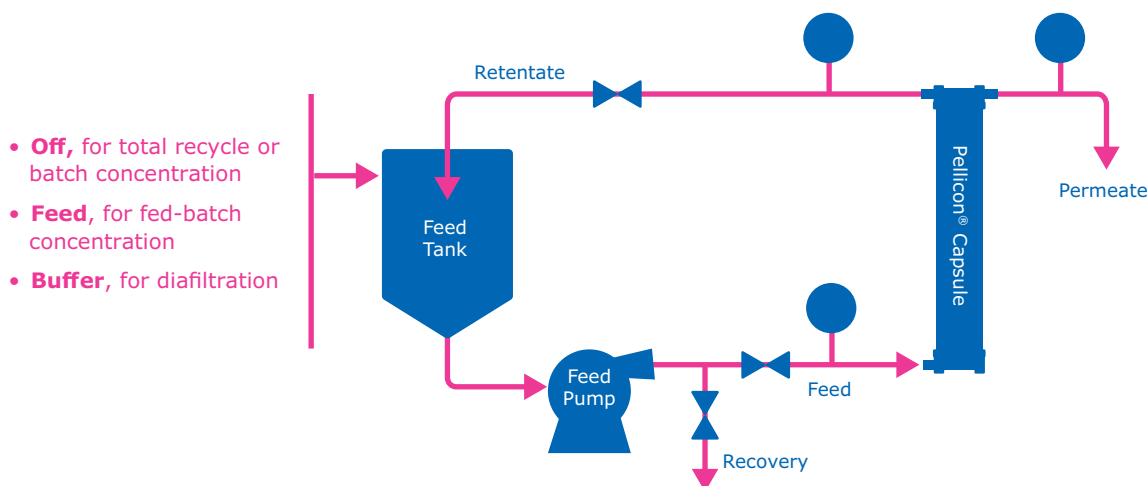 Retentate
• Off, for total recycle or
batch concentration
• Feed, for fed-batch
concentration
• Buffer, for diafiltration
Feed
Tank
Pellicon® Capsule
Permeate
Feed
Pump
Feed
Recovery